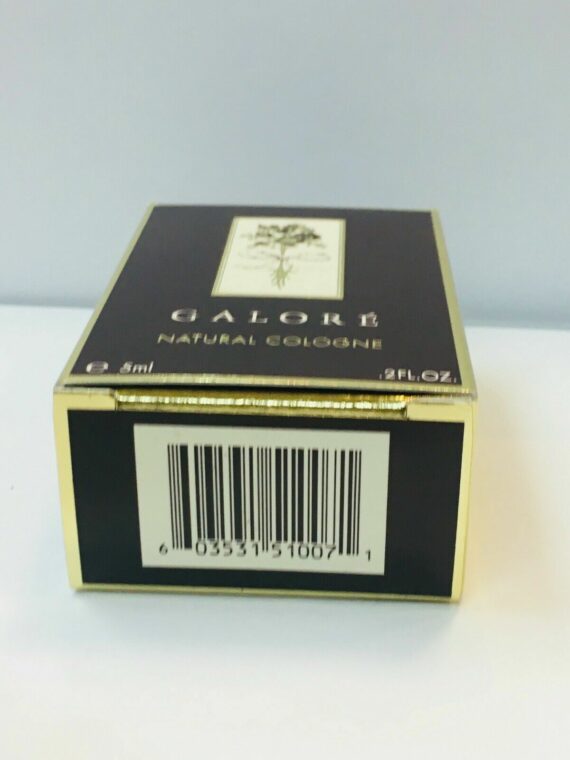 GALORÉ
NATURAL COLOGNE
℮ 5ml .2FL.OZ.
6 03531 51007 1